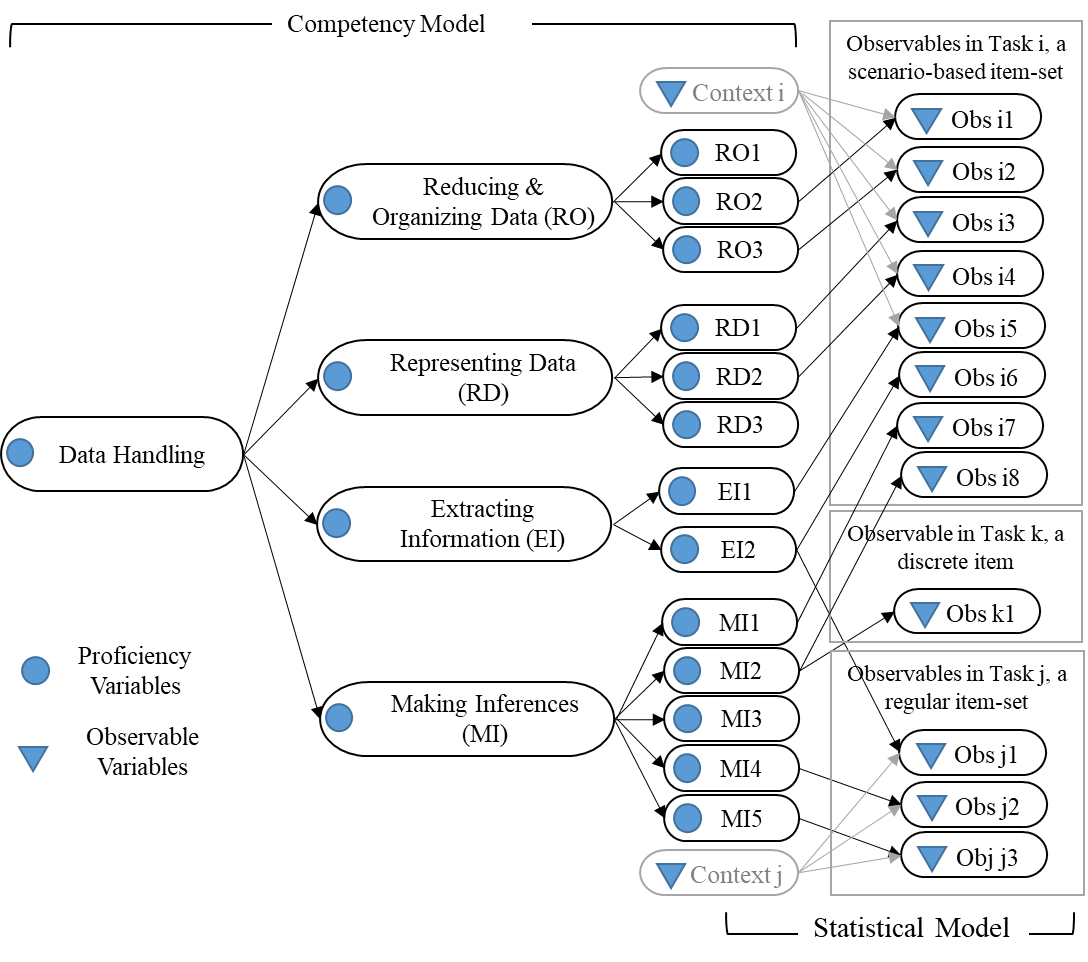 Competency Model
Observables in Task i, a
scenario-based item-set
Context i
Obs i1
Obs i2
Obs i3
Obs i4
Obs i5
Obs i6
Obs i7
Obs i8
RO1
RO2
RO3
Reducing &
Organizing Data (RO)
RD1
RD2
RD3
Representing Data
(RD)
Data Handling
EI1
EI2
Extracting
Information (EI)
Observable in Task k, a
discrete item
Obs k1
MI1
MI2
MI3
MI4
MI5
Making Inferences
(MI)
Proficiency
Variables
Observable
Variables
Observables in Task j, a
regular item-set
Obs j1
Obs j2
Obj j3
Context j
Statistical Model